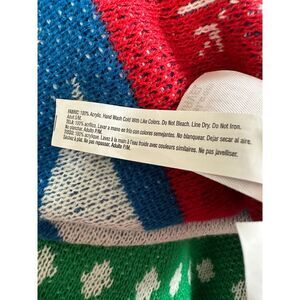 FABRIC: 100% Acrylic. Hand Wash Cold With Like Colors. Do Not Bleach. Line Dry. Do Not Iron.
Adult S/M.
TELA: 100% acrílico. Lavar a mano en frío con colores semejantes. No blanquear. Dejar secar al aire.
No planchar. Adulto P/M.
TISSU: 100% acrylique. Lavez à la main à l'eau froide avec couleurs similaires. Ne pas javelliser.
Séchez à plat. Ne pas repasser. Adulte P/M.